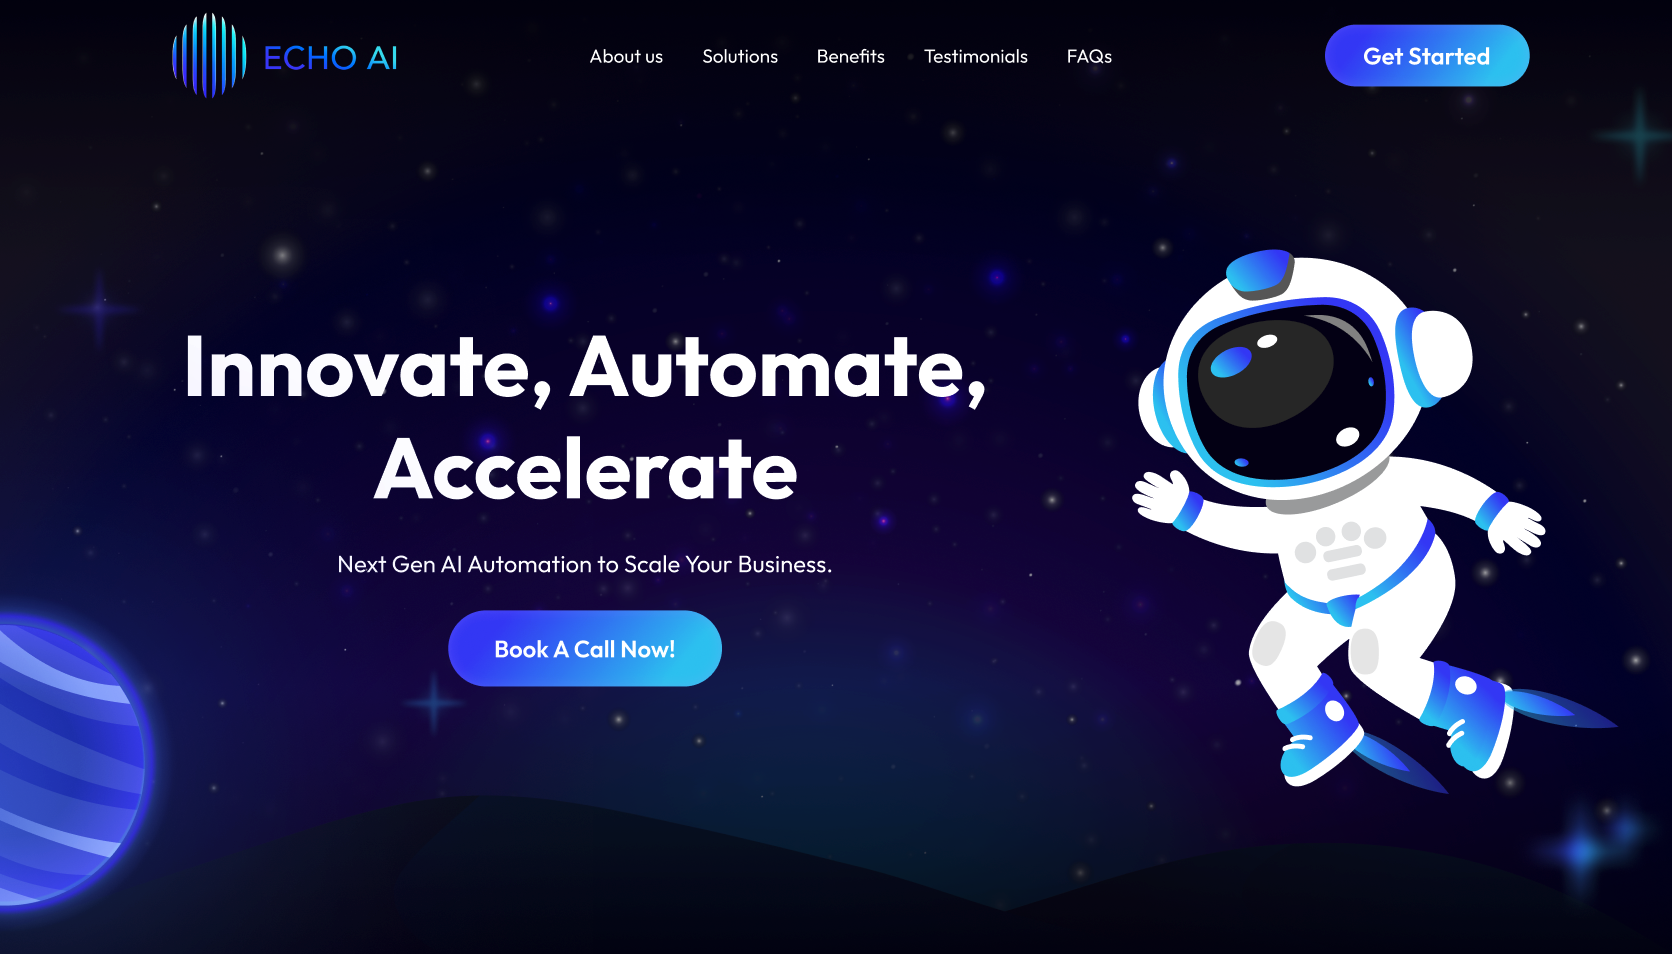 ECHO AI
About us
Solutions
Benefits
Testimonials
FAQs
Get Started
Innovate, Automate,
Accelerate
Next Gen AI Automation to Scale Your Business.
Book A Call Now!